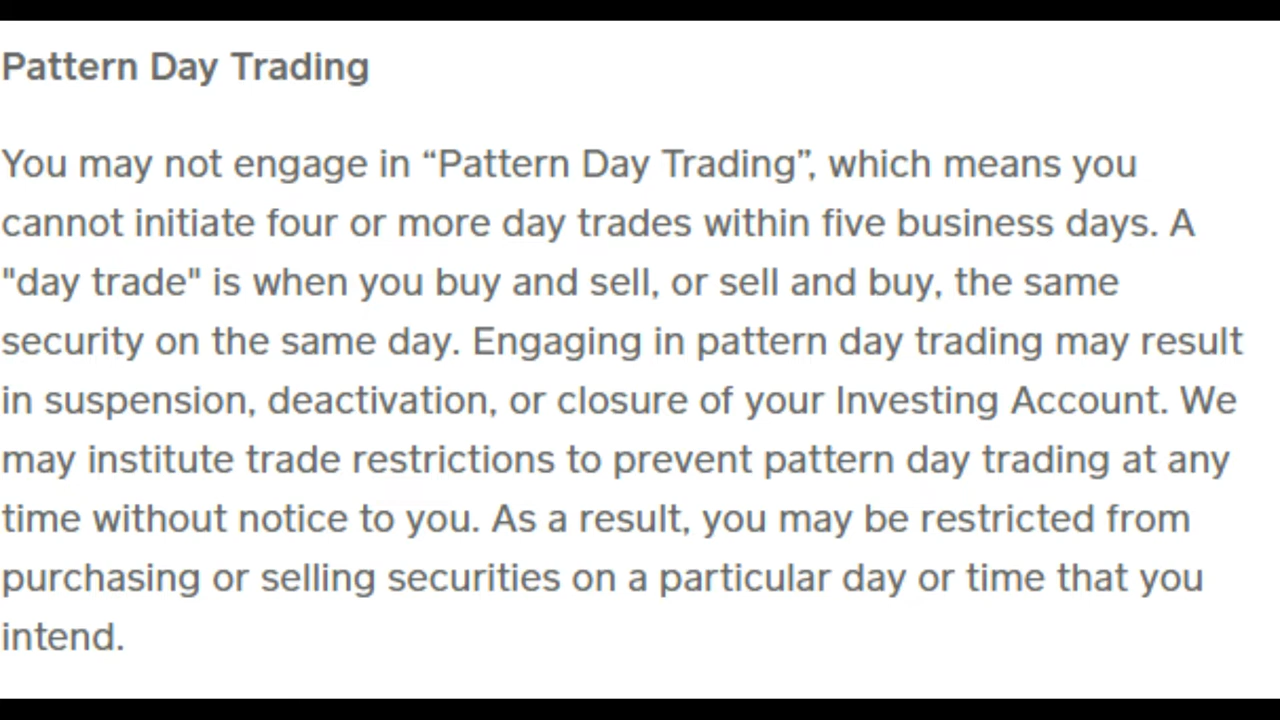 Pattern Day Trading
You may not engage in “Pattern Day Trading”, which means you
cannot initiate four or more day trades within five business days. A
"day trade" is when you buy and sell, or sell and buy, the same
security on the same day. Engaging in pattern day trading may result
in suspension, deactivation, or closure of your Investing Account. We
may institute trade restrictions to prevent pattern day trading at any
time without notice to you. As a result, you may be restricted from
purchasing or selling securities on a particular day or time that you
intend.